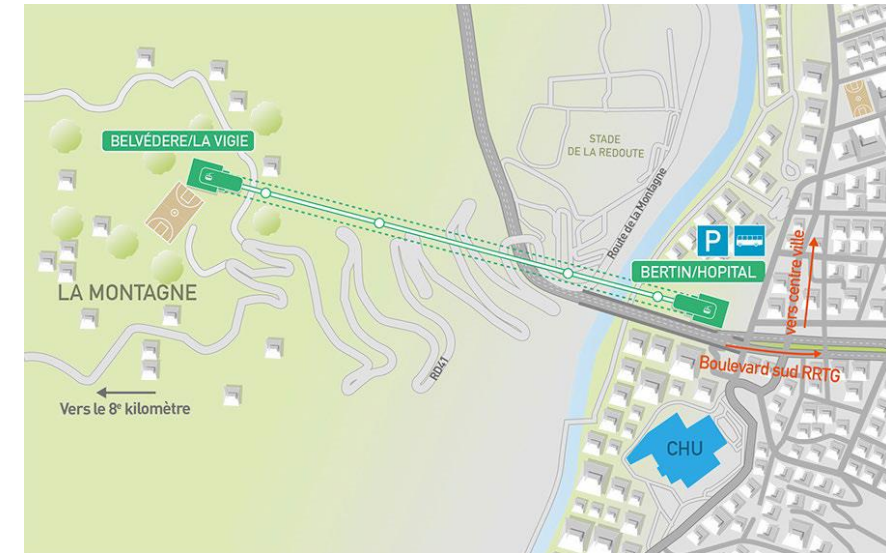 BELVÉDERE/LA VIGIE
STADE
DE LA REDOUTE
Route de la Montagne
P
BERTIN/HOPITAL
vers centre ville
LA MONTAGNE
RD41
Boulevard sud RRTG
Vers le 8e kilomètre
CHU